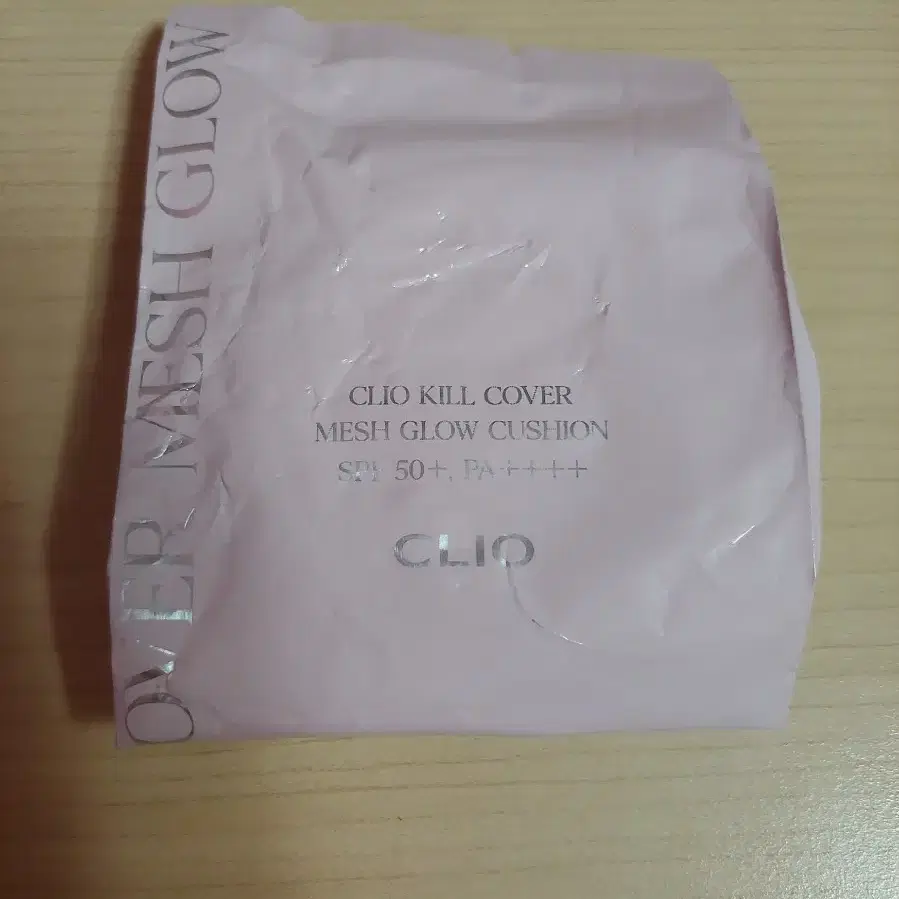 OVER MESH GLOW
CLIO KILL COVER
MESH GLOW CUSHION
SPF 50+, PA++++
CLIO